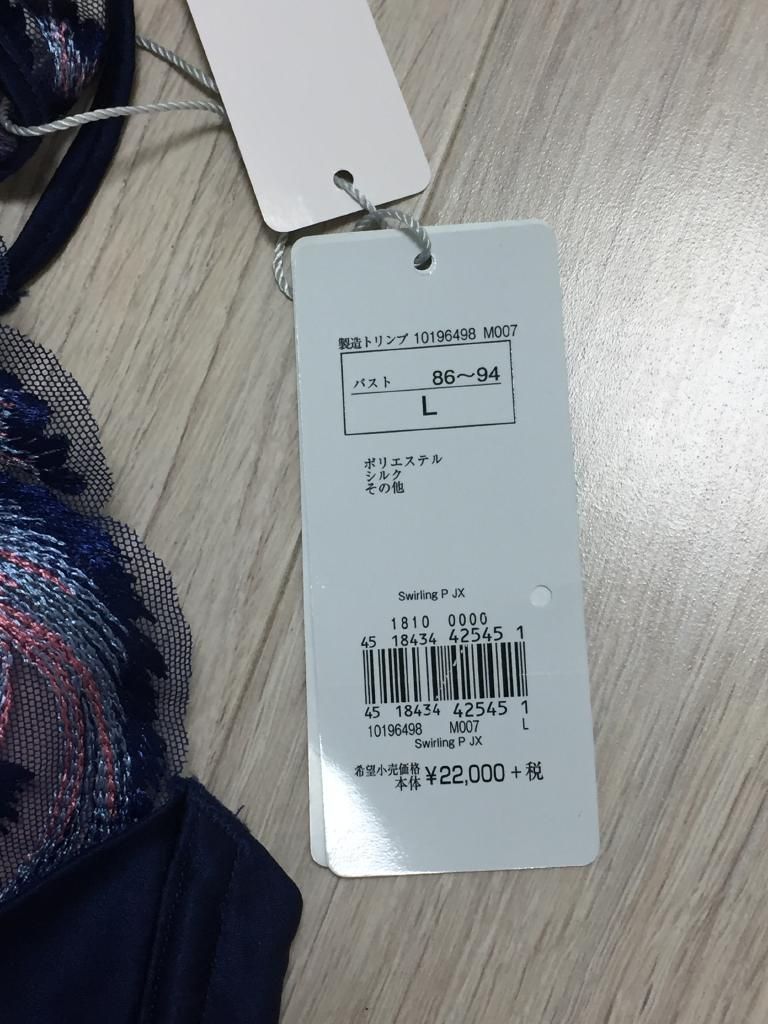 製造トリンプ 10196498 M007
バスト 86〜94
L
ポリエステル
シルク
その他
Swirling P JX
1810 0000
45 18434 42545 1
45 18434 42545 1
10196498 M007 L
Swirling P JX
希望小売価格
本体 ¥22,000+税